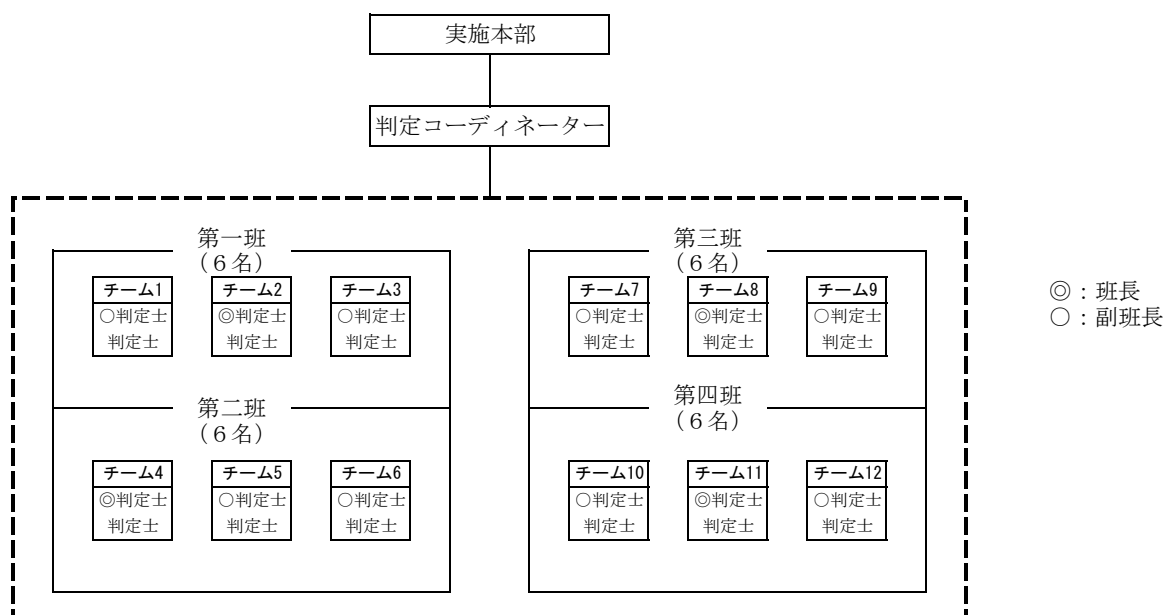 実施本部
判定コーディネーター
第一班
(6名)
チーム1
○判定士
判定士
チーム2
◎判定士
判定士
チーム3
○判定士
判定士
第二班
(6名)
チーム4
◎判定士
判定士
チーム5
○判定士
判定士
チーム6
○判定士
判定士
第三班
(6名)
チーム7
○判定士
判定士
チーム8
◎判定士
判定士
チーム9
○判定士
判定士
第四班
(6名)
チーム10
○判定士
判定士
チーム11
◎判定士
判定士
チーム12
○判定士
判定士
◎:班長
○:副班長